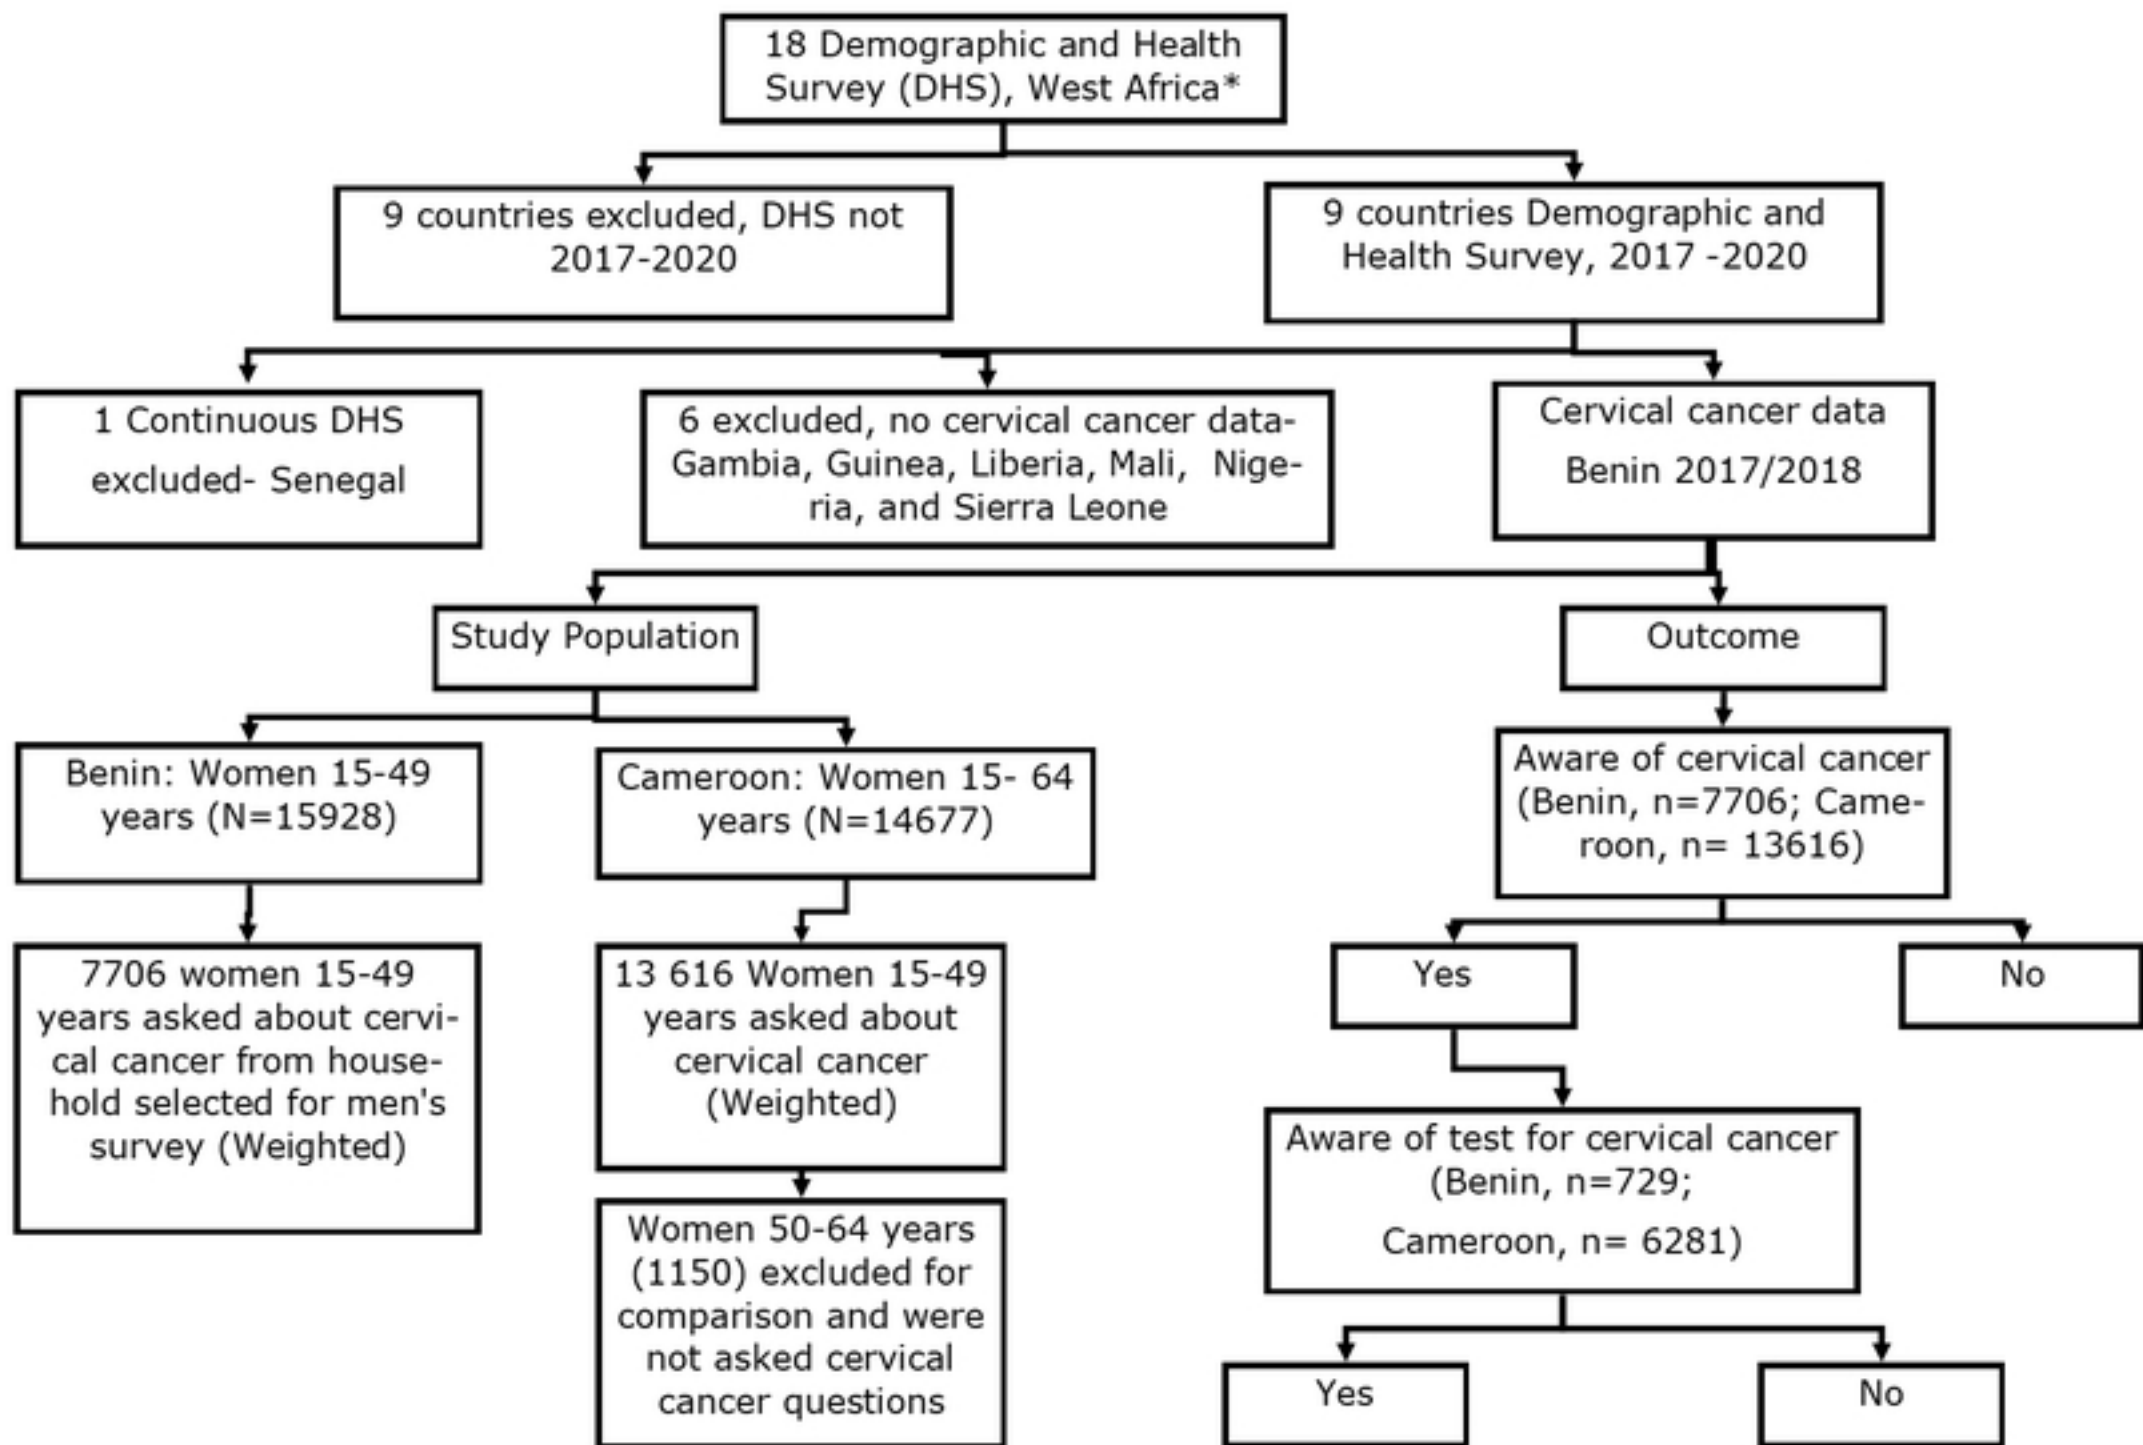 18 Demographic and Health
Survey (DHS), West Africa*
9 countries excluded, DHS not
2017-2020
9 countries Demographic and
Health Survey, 2017 -2020
1 Continuous DHS
excluded- Senegal
6 excluded, no cervical cancer data-
Gambia, Guinea, Liberia, Mali, Nige-
ria, and Sierra Leone
Cervical cancer data
Benin 2017/2018
Study Population
Outcome
Benin: Women 15-49
years (N=15928)
Cameroon: Women 15- 64
years (N=14677)
Aware of cervical cancer
(Benin, n=7706; Came-
roon, n= 13616)
7706 women 15-49
years asked about cervi-
cal cancer from house-
hold selected for men's
survey (Weighted)
13 616 Women 15-49
years asked about
cervical cancer
(Weighted)
Yes
No
Women 50-64 years
(1150) excluded for
comparison and were
not asked cervical
cancer questions
Aware of test for cervical cancer
(Benin, n=729;
Cameroon, n= 6281)
Yes
No